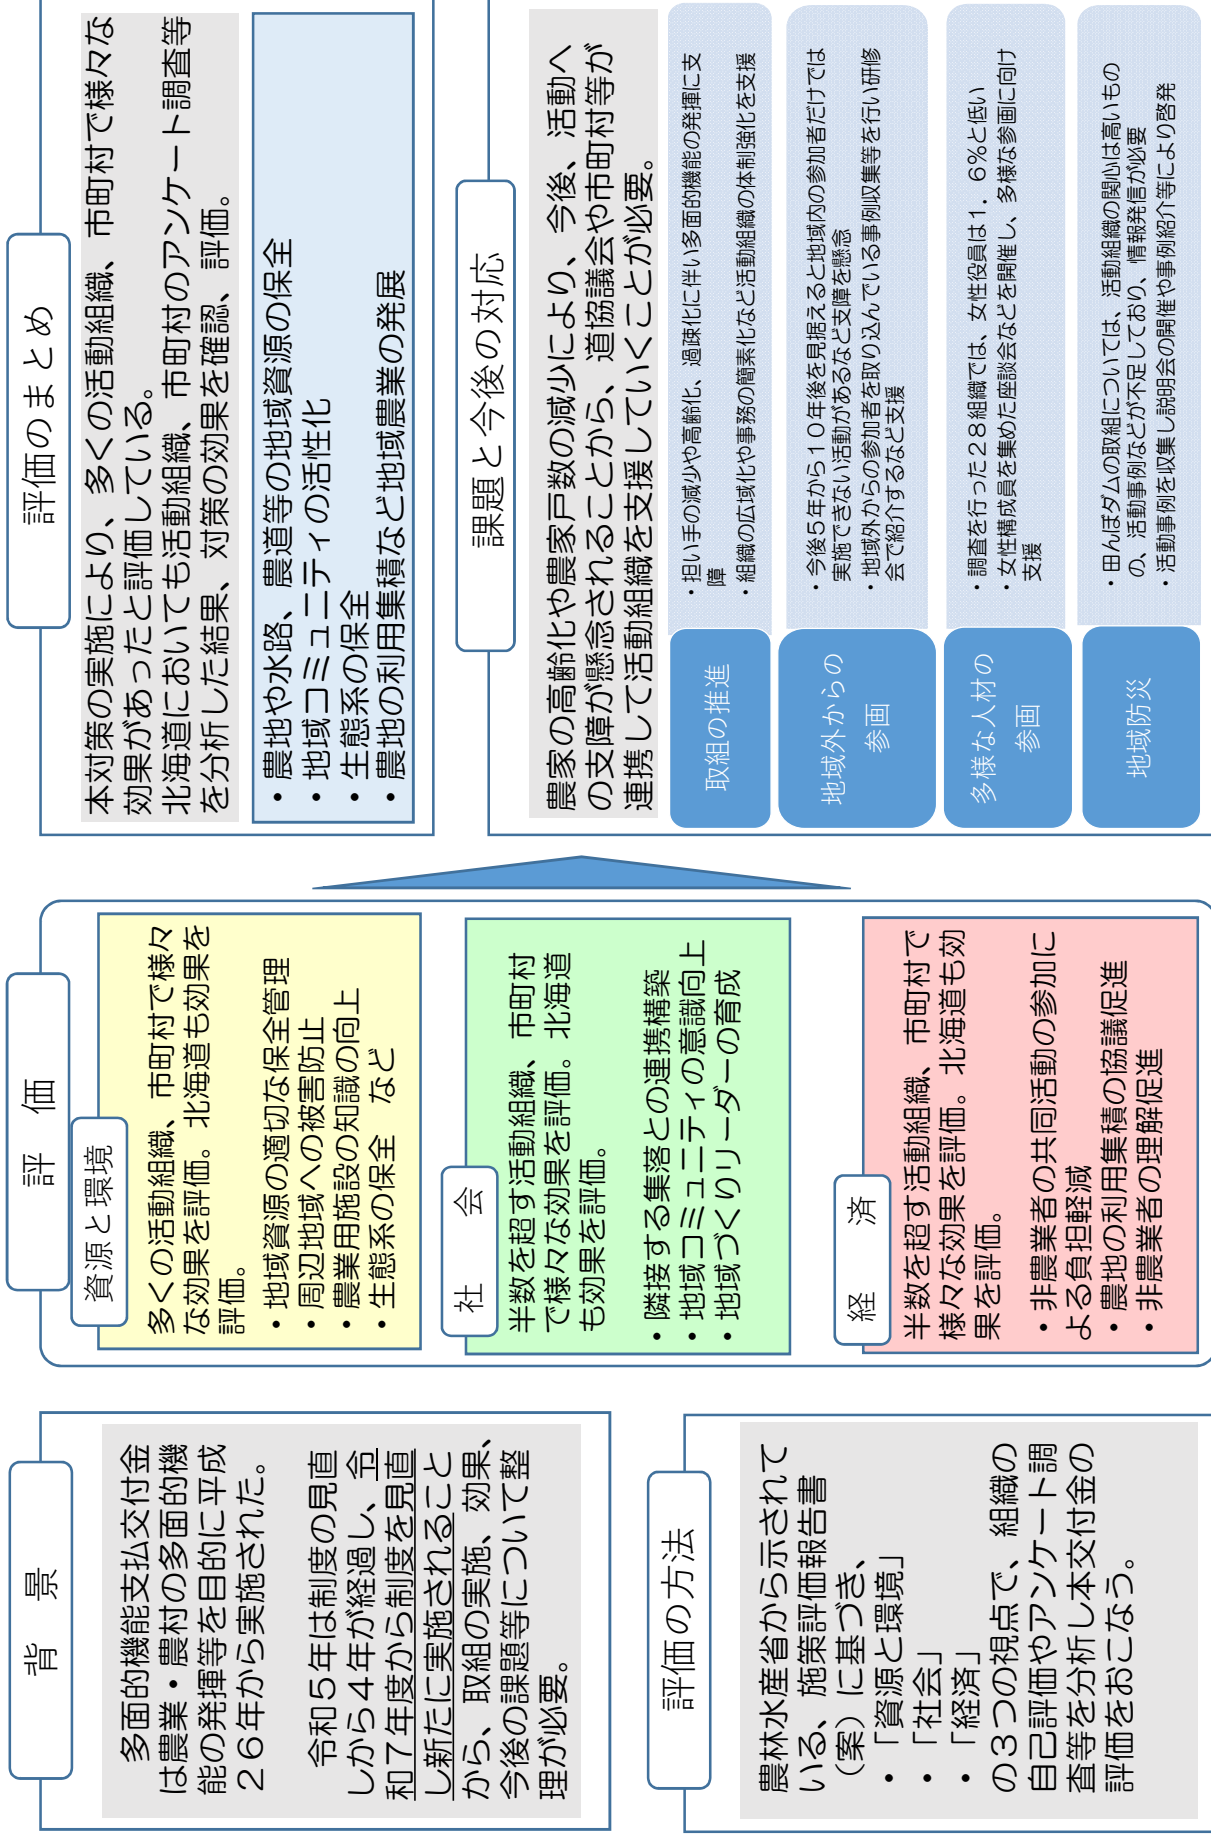 背　景
多面的機能支払交付金
は農業・農村の多面的機
能の発揮等を目的に平成
２６年から実施された。
令和５年は制度の見直
しから４年が経過し、令
和７年度から制度を見直
し新たに実施されること
から、取組の実施、効果、
今後の課題等について整
理が必要。
評価の方法
農林水産省から示されて
いる、施策評価報告書
（案）に基づき、
・「資源と環境」
・「社会」
・「経済」
の３つの視点で、組織の
自己評価やアンケート調
査等を分析し本交付金の
評価をおこなう。
評　価
資源と環境
多くの活動組織、市町村で様々
な効果を評価。北海道も効果を
評価。
・地域資源の適切な保全管理
・周辺地域への被害防止
・農業用施設の知識の向上
・生態系の保全　など
社　会
半数を超す活動組織、市町村
で様々な効果を評価。北海道
も効果を評価。
・隣接する集落との連携構築
・地域コミュニティの意識向上
・地域づくりリーダーの育成
経　済
半数を超す活動組織、市町村で
様々な効果を評価。北海道も効
果を評価。
・非農業者の共同活動の参加に
よる負担軽減
・農地の利用集積の協議促進
・非農業者の理解促進
評価のまとめ
本対策の実施により、多くの活動組織、市町村で様々な
効果があったと評価している。
北海道においても活動組織、市町村のアンケート調査等
を分析した結果、対策の効果を確認、評価。
・農地や水路、農道等の地域資源の保全
・地域コミュニティの活性化
・生態系の保全
・農地の利用集積など地域農業の発展
課題と今後の対応
農家の高齢化や農家戸数の減少により、今後、活動へ
の支障が懸念されることから、道協議会や市町村等が
連携して活動組織を支援していくことが必要。
取組の推進
・担い手の減少や高齢化、過疎化に伴い多面的機能の発揮に支
障
・組織の広域化や事務の簡素化など活動組織の体制強化を支援
地域外からの
参画
・今後５年から１０年後を見据えると地域内の参加者だけでは
実施できない活動があるなど支障を懸念
・地域外からの参加者を取り込んでいる事例収集等を行い研修
会で紹介するなど支援
多様な人材の
参画
・調査を行った２８組織では、女性役員は１．６％と低い
・女性構成員を集めた座談会などを開催し、多様な参画に向け
支援
地域防災
・田んぼダムの取組については、活動組織の関心は高いもの
の、活動事例などが不足しており、情報発信が必要
・活動事例を収集し説明会の開催や事例紹介等により啓発